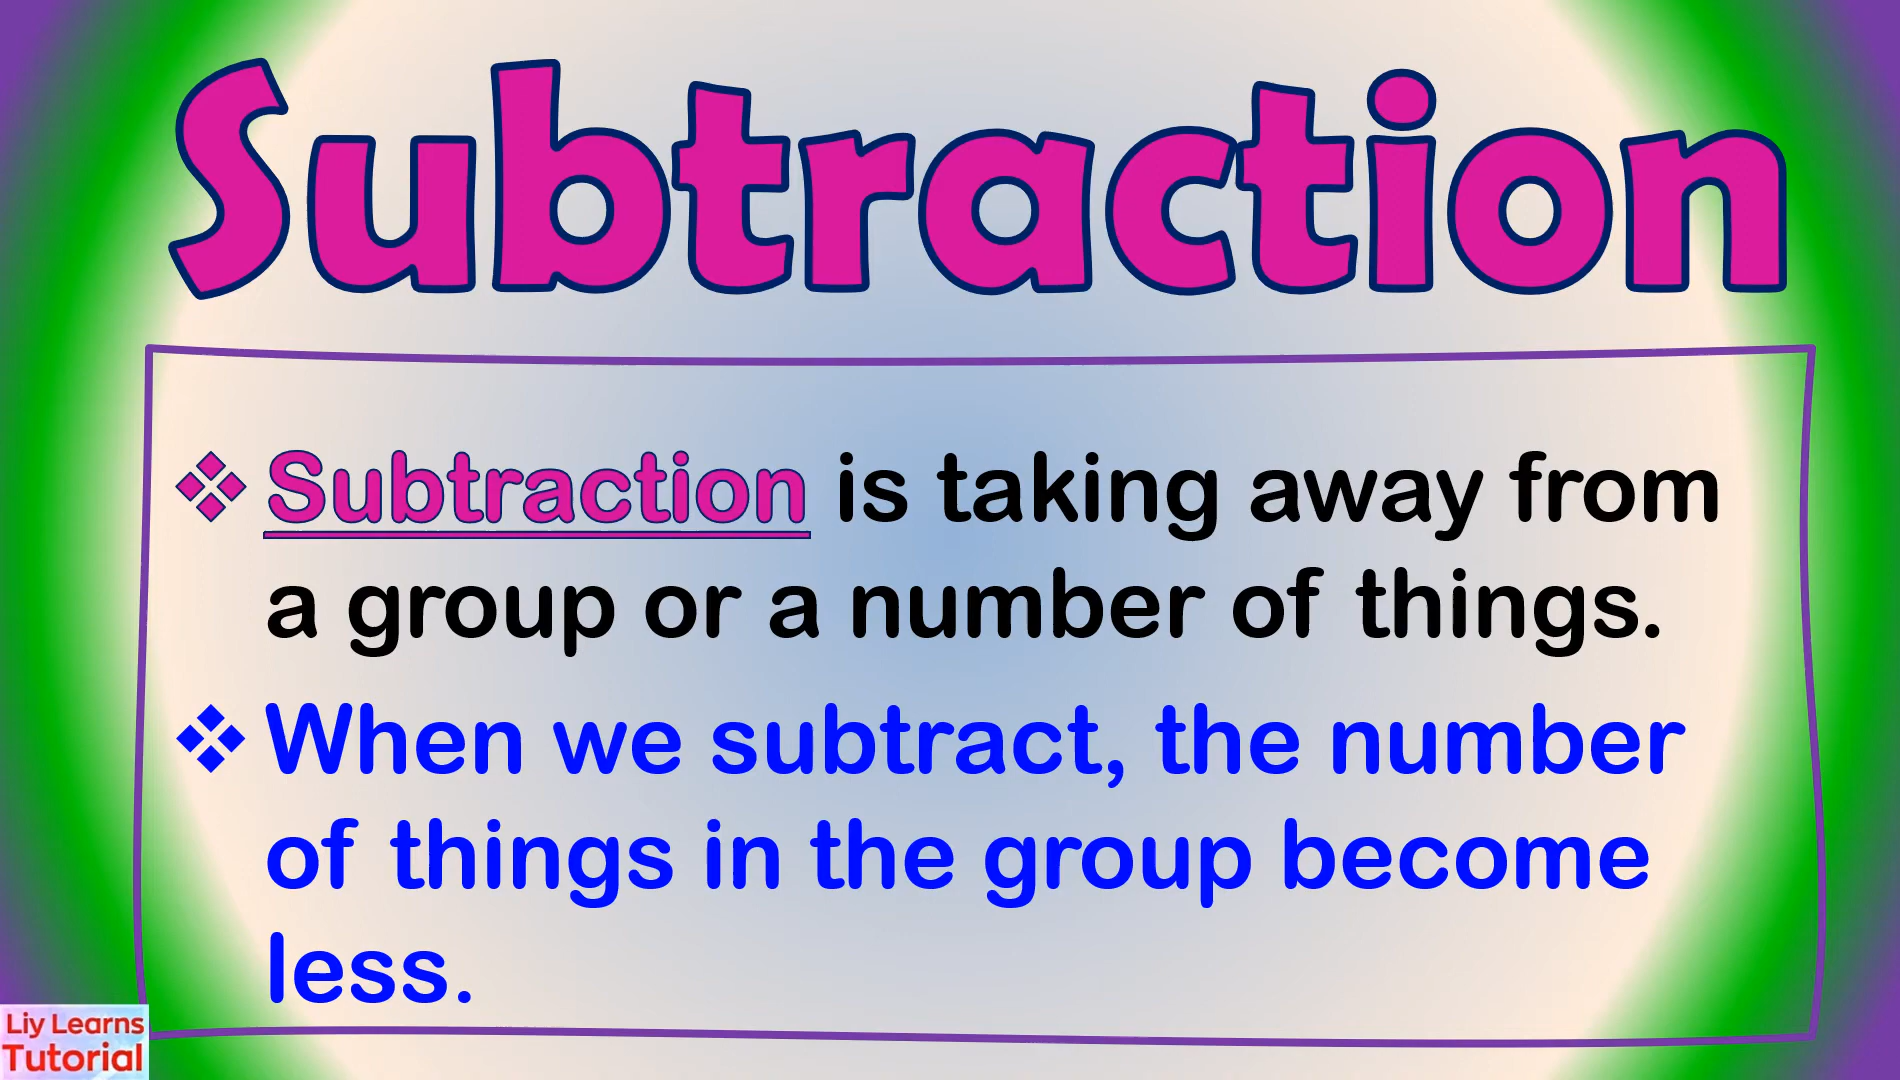 Subtraction
❖ Subtraction is taking away from
a group or a number of things.
❖ When we subtract, the number
of things in the group become
less.
Liy Learns
Tutorial